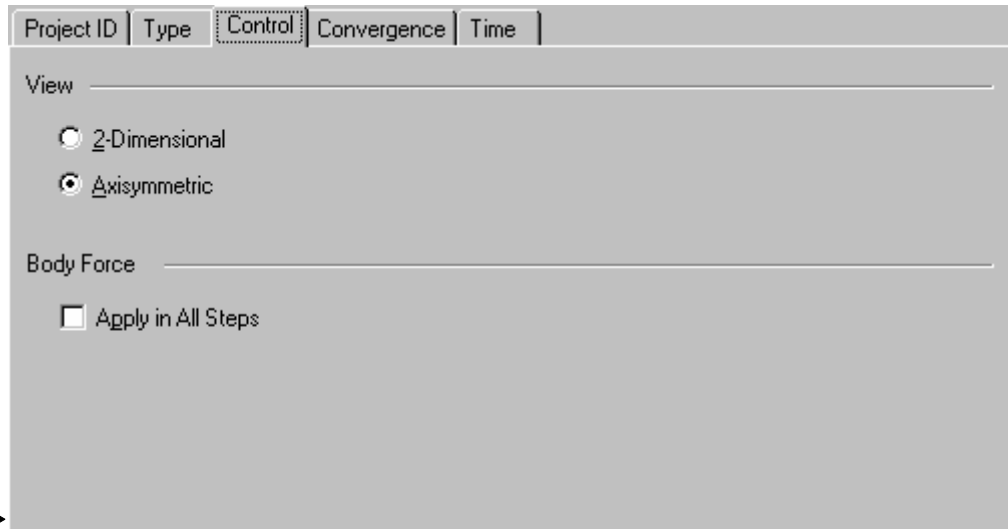 Project ID Type Control Convergence Time
View
2-Dimensional
Axisymmetric
Body Force
Apply in All Steps